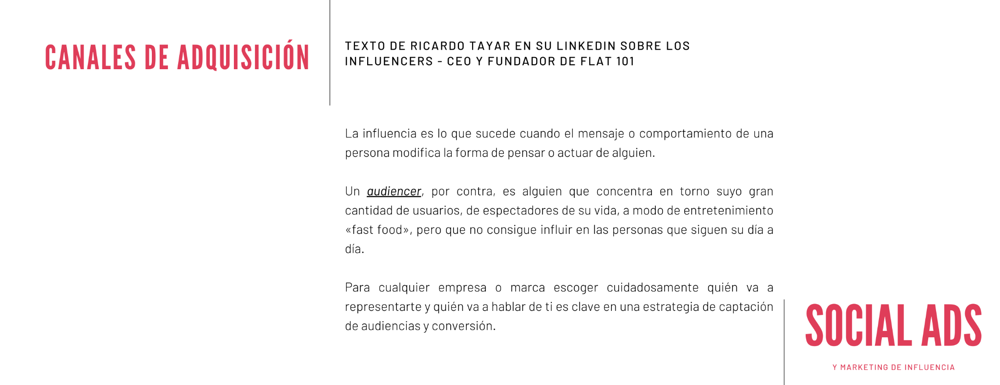 CANALES DE ADQUISICIÓN
TEXTO DE RICARDO TAYAR EN SU LINKEDIN SOBRE LOS
INFLUENCERS - CEO Y FUNDADOR DE FLAT 101
La influencia es lo que sucede cuando el mensaje o comportamiento de una
persona modifica la forma de pensar o actuar de alguien.
Un audiencer, por contra, es alguien que concentra en torno suyo gran
cantidad de usuarios, de espectadores de su vida, a modo de entretenimiento
«fast food», pero que no consigue influir en las personas que siguen su día a
día.
Para cualquier empresa o marca escoger cuidadosamente quién va a
representarte y quién va a hablar de ti es clave en una estrategia de captación
de audiencias y conversión.
SOCIAL ADS
Y MARKETING DE INFLUENCIA